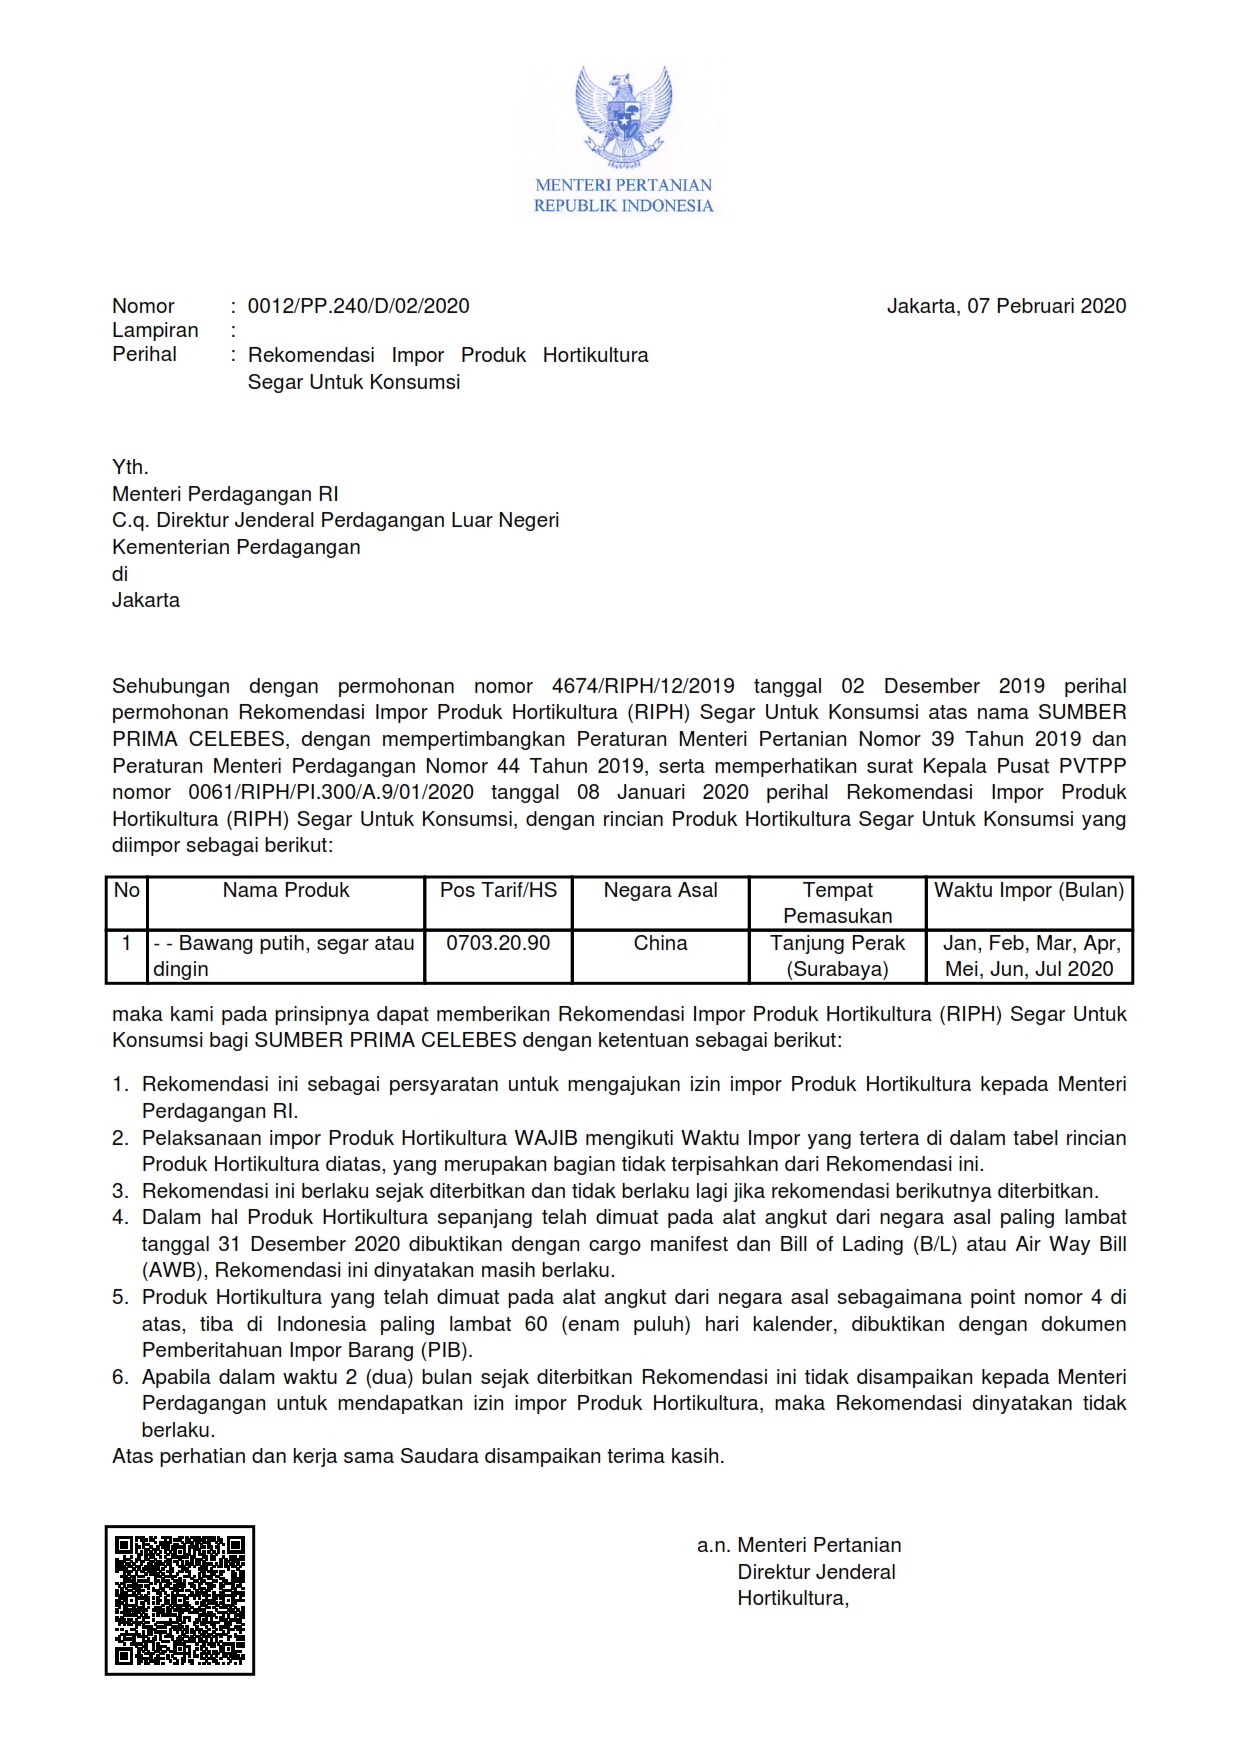 MENTERI PERTANIAN
REPUBLIK INDONESIA
Nomor : 0012/PP.240/D/02/2020 Jakarta, 07 Pebruari 2020
Lampiran :
Perihal : Rekomendasi Impor Produk Hortikultura
Segar Untuk Konsumsi
Yth.
Menteri Perdagangan RI
C.q. Direktur Jenderal Perdagangan Luar Negeri
Kementerian Perdagangan
di
Jakarta
Sehubungan dengan permohonan nomor 4674/RIPH/12/2019 tanggal 02 Desember 2019 perihal
permohonan Rekomendasi Impor Produk Hortikultura (RIPH) Segar Untuk Konsumsi atas nama SUMBER
PRIMA CELEBES, dengan mempertimbangkan Peraturan Menteri Pertanian Nomor 39 Tahun 2019 dan
Peraturan Menteri Perdagangan Nomor 44 Tahun 2019, serta memperhatikan surat Kepala Pusat PVTPP
nomor 0061/RIPH/PI.300/A.9/01/2020 tanggal 08 Januari 2020 perihal Rekomendasi Impor Produk
Hortikultura (RIPH) Segar Untuk Konsumsi, dengan rincian Produk Hortikultura Segar Untuk Konsumsi yang
diimpor sebagai berikut:
No Nama Produk Pos Tarif/HS Negara Asal Tempat Waktu Impor (Bulan)
Pemasukan
1 - - Bawang putih, segar atau 0703.20.90 China Tanjung Perak Jan, Feb, Mar, Apr,
dingin (Surabaya) Mei, Jun, Jul 2020
maka kami pada prinsipnya dapat memberikan Rekomendasi Impor Produk Hortikultura (RIPH) Segar Untuk
Konsumsi bagi SUMBER PRIMA CELEBES dengan ketentuan sebagai berikut:
1. Rekomendasi ini sebagai persyaratan untuk mengajukan izin impor Produk Hortikultura kepada Menteri
Perdagangan RI.
2. Pelaksanaan impor Produk Hortikultura WAJIB mengikuti Waktu Impor yang tertera di dalam tabel rincian
Produk Hortikultura diatas, yang merupakan bagian tidak terpisahkan dari Rekomendasi ini.
3. Rekomendasi ini berlaku sejak diterbitkan dan tidak berlaku lagi jika rekomendasi berikutnya diterbitkan.
4. Dalam hal Produk Hortikultura sepanjang telah dimuat pada alat angkut dari negara asal paling lambat
tanggal 31 Desember 2020 dibuktikan dengan cargo manifest dan Bill of Lading (B/L) atau Air Way Bill
(AWB), Rekomendasi ini dinyatakan masih berlaku.
5. Produk Hortikultura yang telah dimuat pada alat angkut dari negara asal sebagaimana point nomor 4 di
atas, tiba di Indonesia paling lambat 60 (enam puluh) hari kalender, dibuktikan dengan dokumen
Pemberitahuan Impor Barang (PIB).
6. Apabila dalam waktu 2 (dua) bulan sejak diterbitkan Rekomendasi ini tidak disampaikan kepada Menteri
Perdagangan untuk mendapatkan izin impor Produk Hortikultura, maka Rekomendasi dinyatakan tidak
berlaku.
Atas perhatian dan kerja sama Saudara disampaikan terima kasih.
a.n. Menteri Pertanian
Direktur Jenderal
Hortikultura,